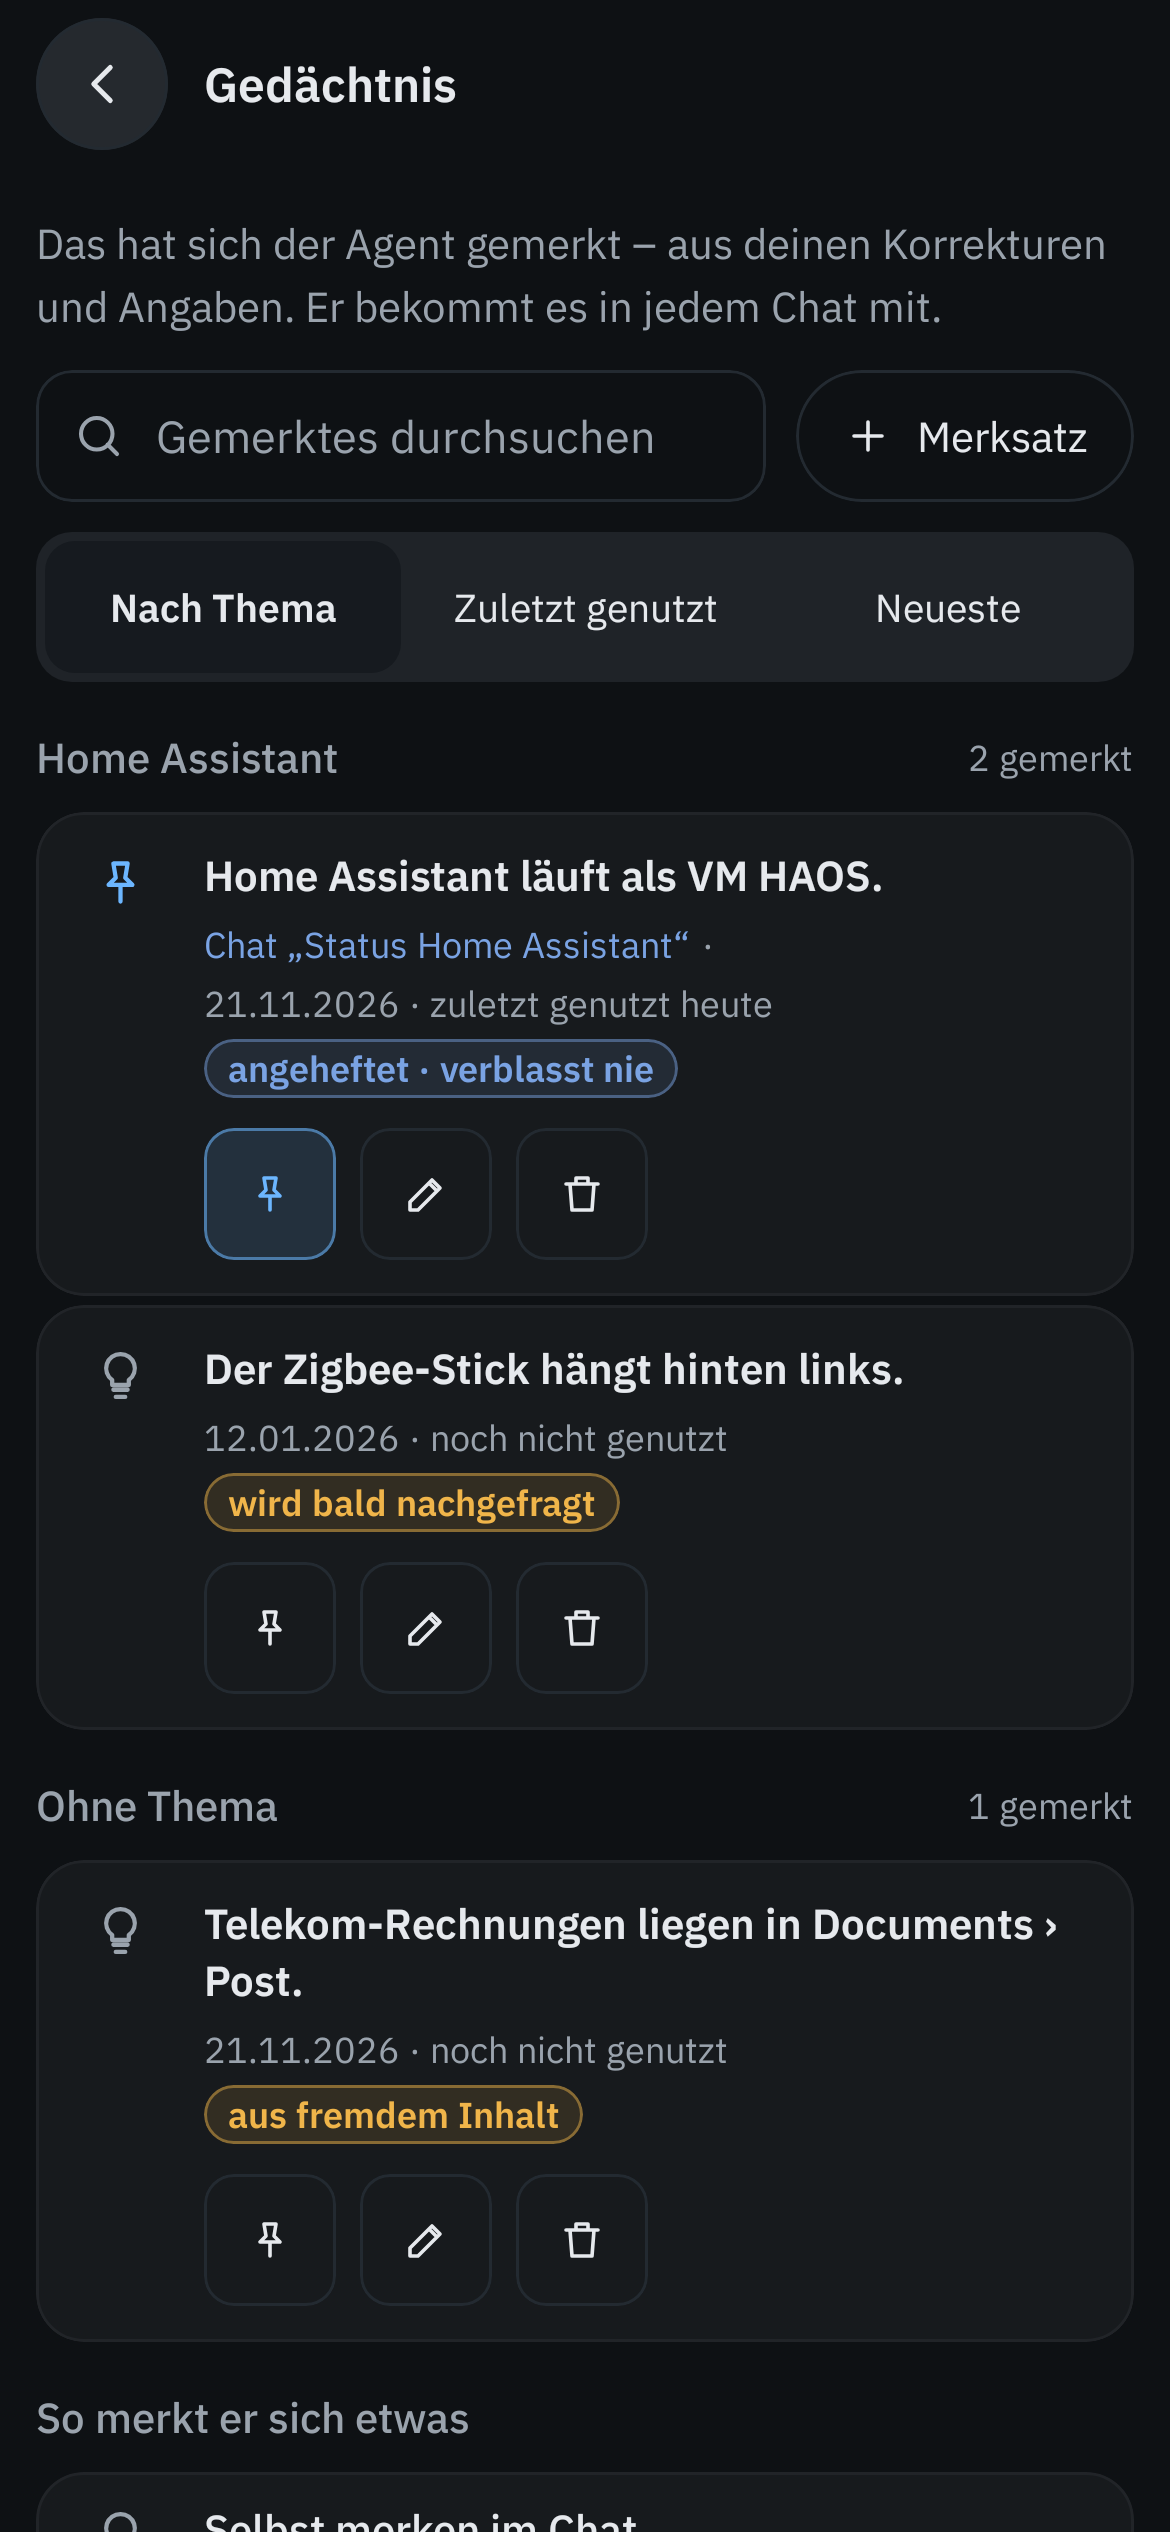 Gedächtnis
Das hat sich der Agent gemerkt – aus deinen Korrekturen
und Angaben. Er bekommt es in jedem Chat mit.
Gemerktes durchsuchen
Merksatz
Nach Thema
Zuletzt genutzt
Neueste
Home Assistant
2 gemerkt
Home Assistant läuft als VM HAOS.
Chat „Status Home Assistant“ ·
21.11.2026 · zuletzt genutzt heute
angeheftet · verblasst nie
Der Zigbee-Stick hängt hinten links.
12.01.2026 · noch nicht genutzt
wird bald nachgefragt
Ohne Thema
1 gemerkt
Telekom-Rechnungen liegen in Documents ›
Post.
21.11.2026 · noch nicht genutzt
aus fremdem Inhalt
So merkt er sich etwas
Selbst merken im Chat